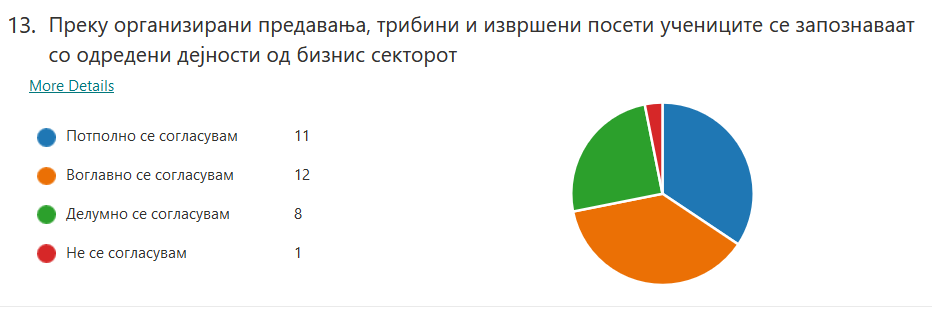 13. Преку организирани предавања, трибини и извршени посети учениците се запознаваат
со одредени дејности од бизнис секторот
More Details
Потполно се согласувам 11
Воглавно се согласувам 12
Делумно се согласувам 8
Не се согласувам 1